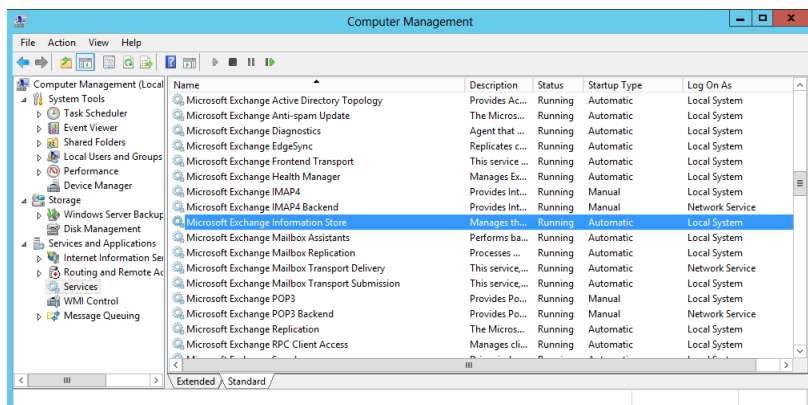 Computer Management
File Action View Help
Computer Management (Local
System Tools
Task Scheduler
Event Viewer
Shared Folders
Local Users and Groups
Performance
Device Manager
Storage
Windows Server Backup
Disk Management
Services and Applications
Internet Information Ser
Routing and Remote Ac
Services
WMI Control
Message Queuing
Name Description Status Startup Type Log On As
Microsoft Exchange Active Directory Topology Provides Ac... Running Automatic Local System
Microsoft Exchange Anti-spam Update The Micros... Running Automatic Local System
Microsoft Exchange Diagnostics Agent that ... Running Automatic Local System
Microsoft Exchange EdgeSync Replicates c... Running Automatic Local System
Microsoft Exchange Frontend Transport This service ... Running Automatic Local System
Microsoft Exchange Health Manager Manages Ex... Running Automatic Local System
Microsoft Exchange IMAP4 Provides Int... Running Manual Local System
Microsoft Exchange IMAP4 Backend Provides Int... Running Manual Network Service
Microsoft Exchange Information Store Manages th... Running Automatic Local System
Microsoft Exchange Mailbox Assistants Performs ba... Running Automatic Local System
Microsoft Exchange Mailbox Replication Processes ... Running Automatic Local System
Microsoft Exchange Mailbox Transport Delivery This service,... Running Automatic Network Service
Microsoft Exchange Mailbox Transport Submission This service,... Running Automatic Local System
Microsoft Exchange POP3 Provides Po... Running Manual Local System
Microsoft Exchange POP3 Backend Provides Po... Running Manual Network Service
Microsoft Exchange Replication The Micros... Running Automatic Local System
Microsoft Exchange RPC Client Access Manages cli... Running Automatic Local System
Extended Standard